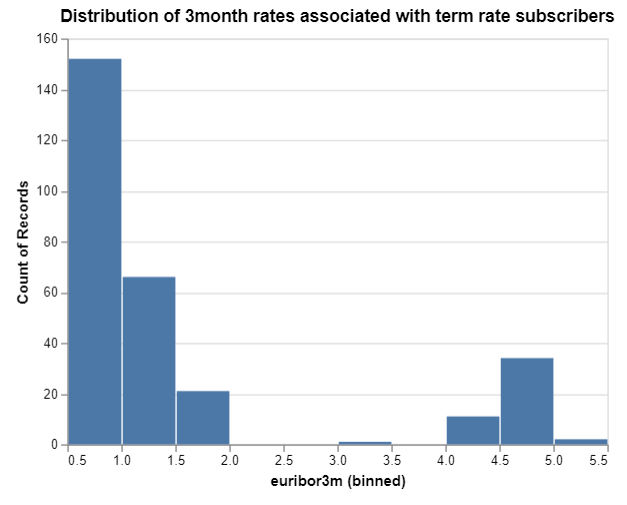 Distribution of 3month rates associated with term rate subscribers
160
140
120
100
80
60
40
20
0
Count of Records
0.5 1.0 1.5 2.0 2.5 3.0 3.5 4.0 4.5 5.0 5.5
euribor3m (binned)